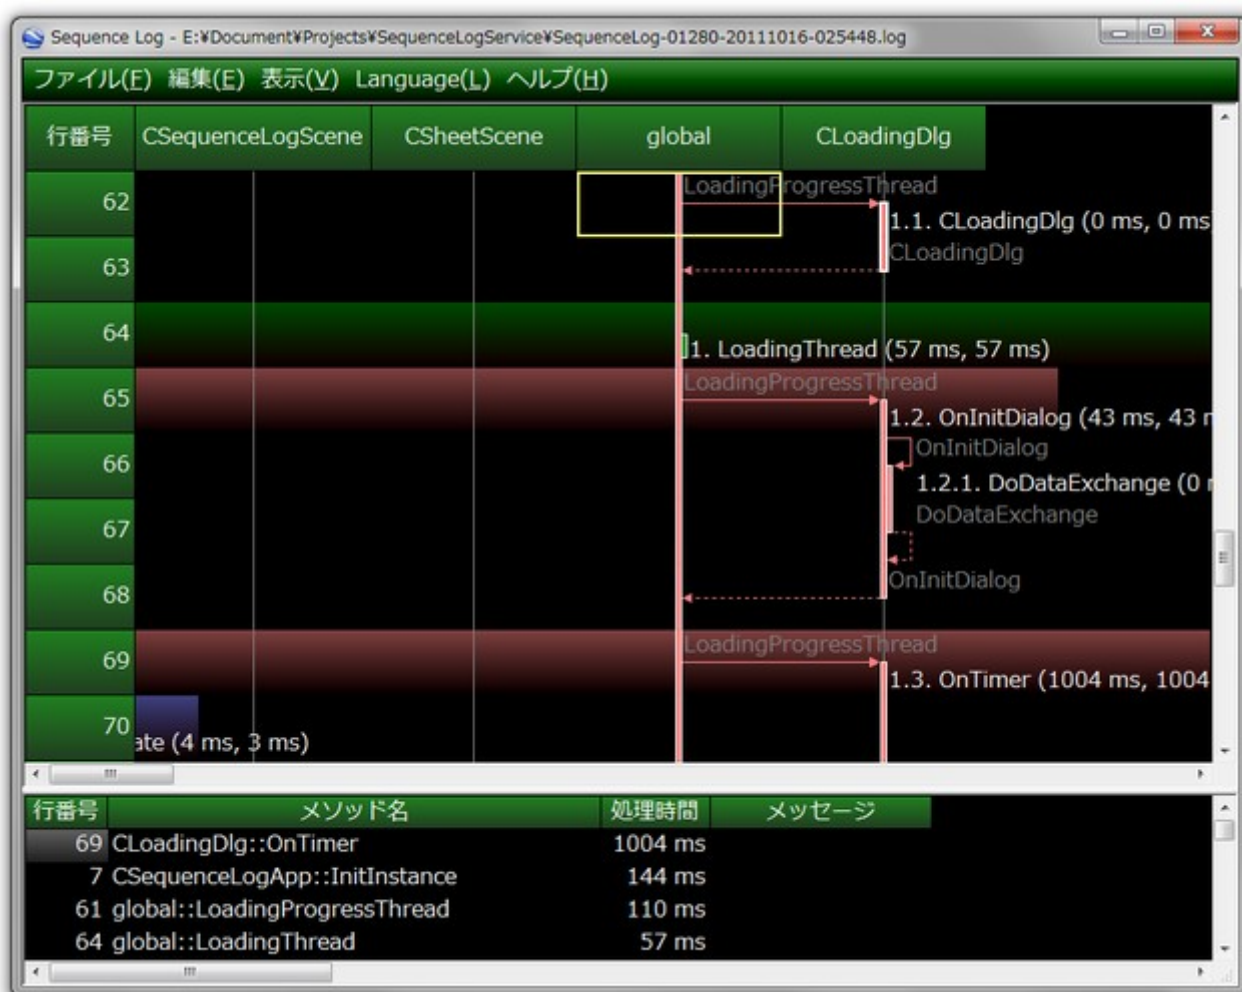 Sequence Log - E:¥Document¥Projects¥SequenceLogService¥SequenceLog-01280-20111016-025448.log
ファイル(F) 編集(E) 表示(V) Language(L) ヘルプ(H)
行番号 CSequenceLogScene CSheetScene global CLoadingDlg
LoadingProgressThread
62
1.1. CLoadingDlg (0 ms, 0 ms
CLoadingDlg
63
64
1. LoadingThread (57 ms, 57 ms)
LoadingProgressThread
65
1.2. OnInitDialog (43 ms, 43
OnInitDialog
66
1.2.1. DoDataExchange (0
DoDataExchange
67
OnInitDialog
68
LoadingProgressThread
69
1.3. OnTimer (1004 ms, 1004
70
ate (4 ms, 3 ms)
行番号 メソッド名 処理時間 メッセージ
69 CLoadingDlg::OnTimer 1004 ms
7 CSequenceLogApp::InitInstance 144 ms
61 global::LoadingProgressThread 110 ms
64 global::LoadingThread 57 ms